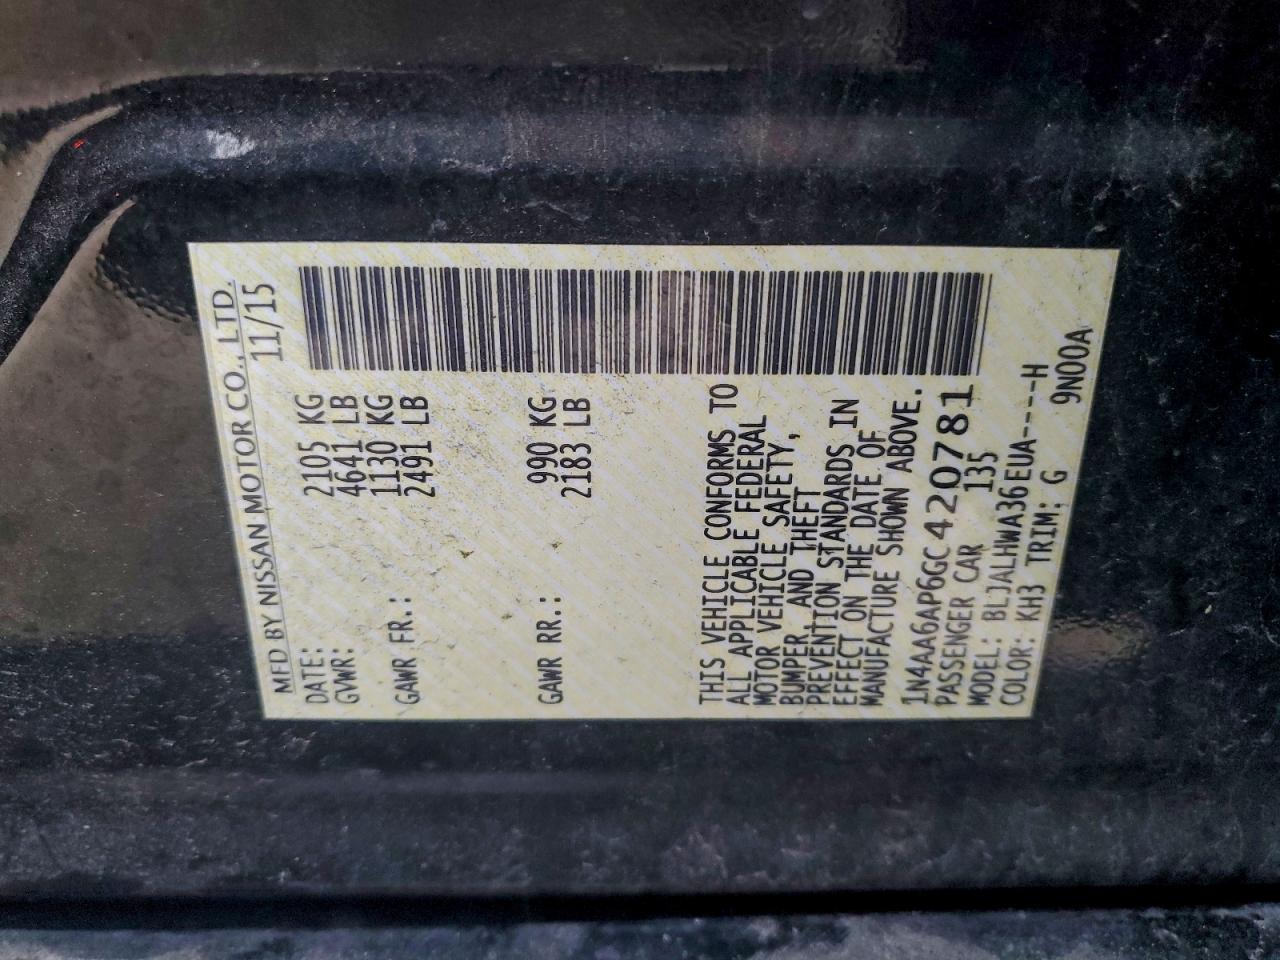 MFD BY NISSAN MOTOR CO., LTD.
DATE: 11/15
GVWR: 2105 KG
4641 LB
GAWR FR.: 1130 KG
2491 LB
GAWR RR.: 990 KG
2183 LB
THIS VEHICLE CONFORMS TO
ALL APPLICABLE FEDERAL
MOTOR VEHICLE SAFETY,
BUMPER, AND THEFT
PREVENTION STANDARDS IN
EFFECT ON THE DATE OF
MANUFACTURE SHOWN ABOVE.
1N4AA6AP6GC420781
PASSENGER CAR 135
MODEL: BLJALHWA36EUA----H
COLOR: KH3 TRIM: G 9N00A